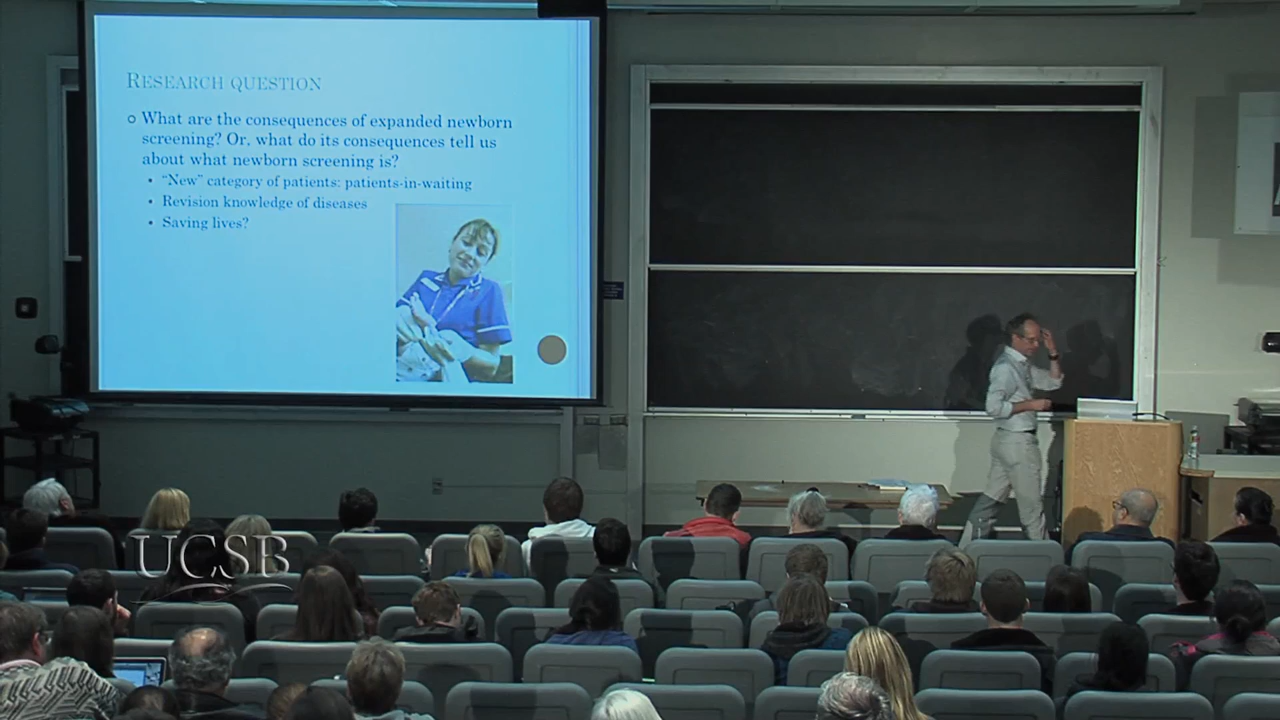 RESEARCH QUESTION
What are the consequences of expanded newborn
screening? Or, what do its consequences tell us
about what newborn screening is?
• "New" category of patients: patients-in-waiting
• Revision knowledge of diseases
• Saving lives?
UCSB